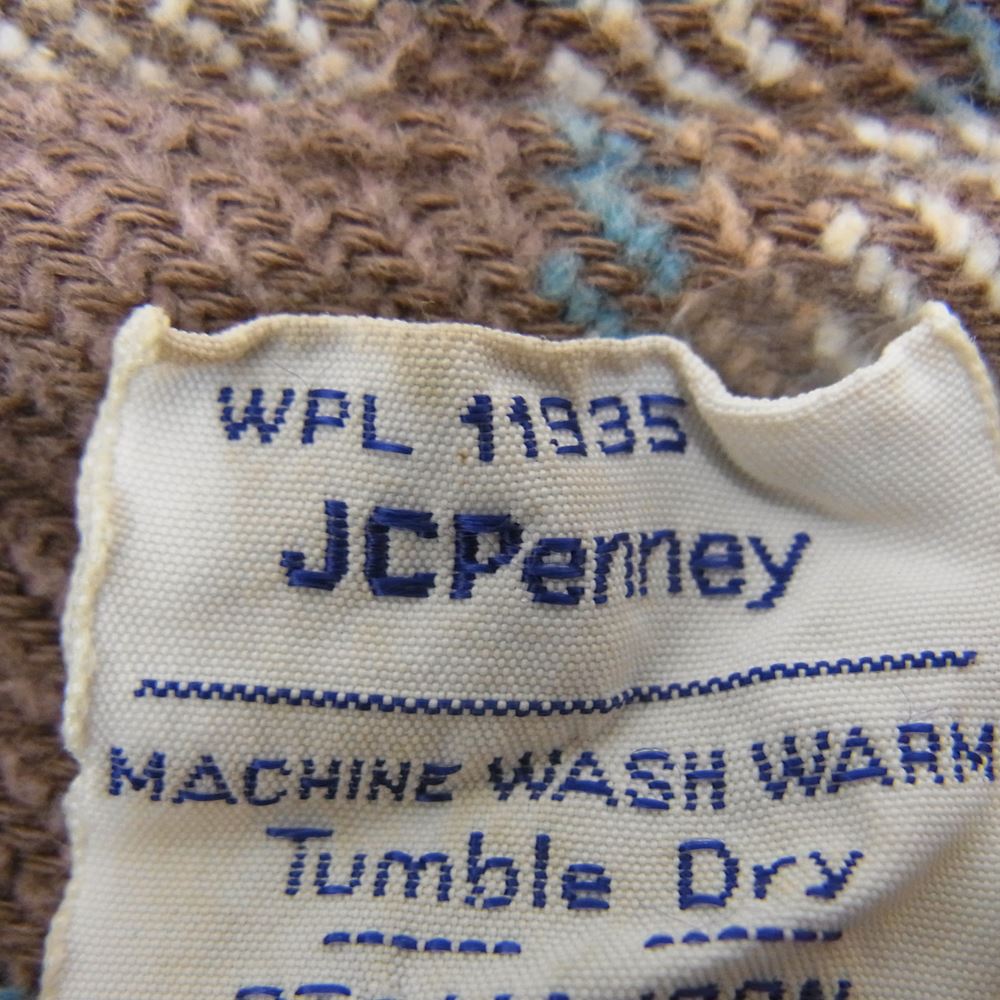 WPL 11935
JCPenney
MACHINE WASH WARM
Tumble Dry